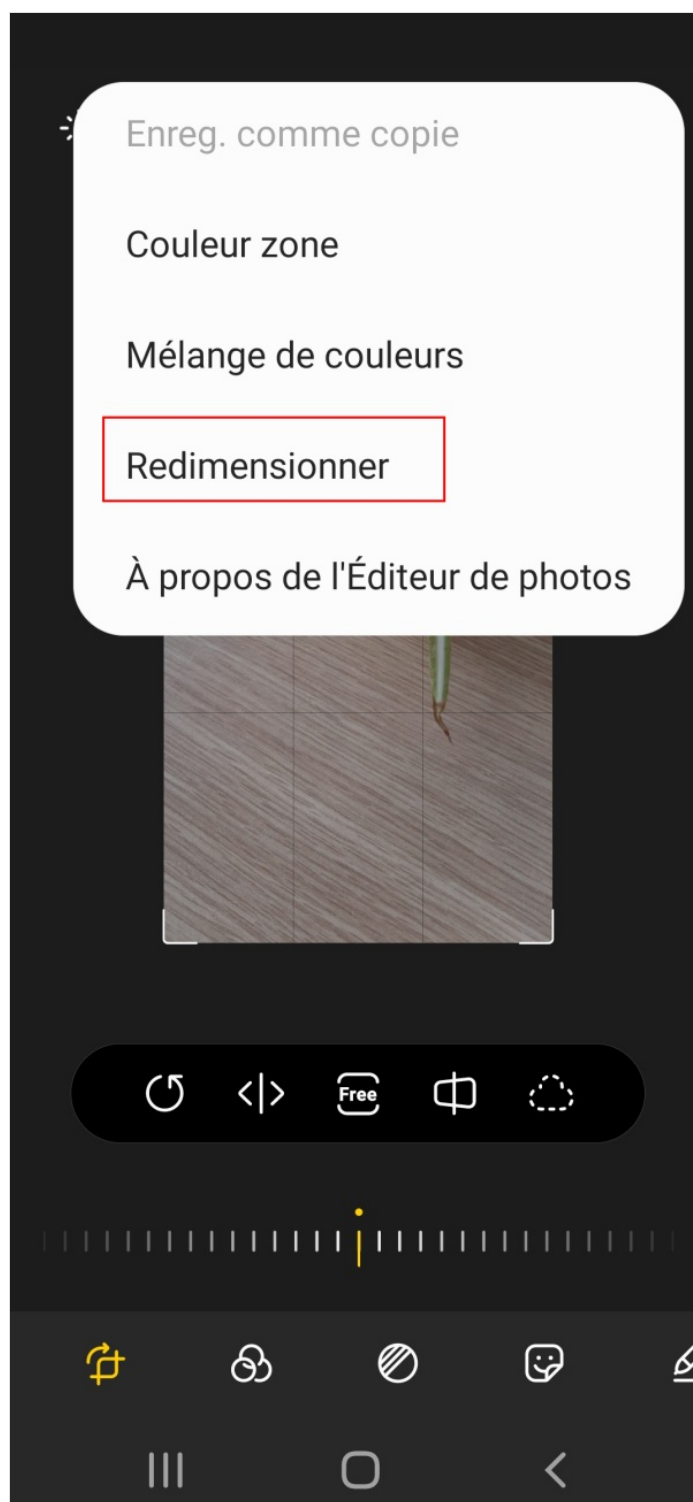 Enreg. comme copie
Couleur zone
Mélange de couleurs
Redimensionner
À propos de l'Éditeur de photos
Free